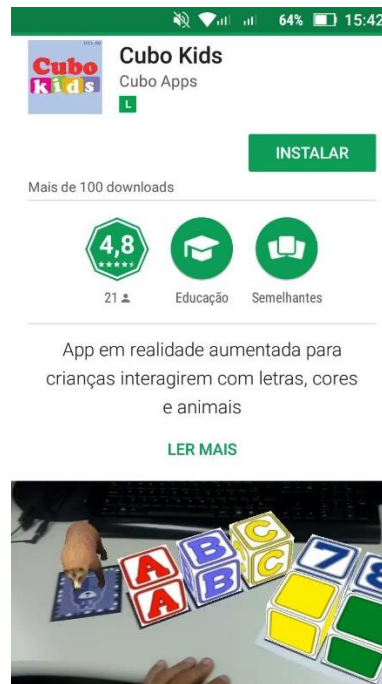 64% 15:42
Cubo
kids
Cubo Kids
Cubo Apps
L
INSTALAR
Mais de 100 downloads
4,8
21 Educação Semelhantes
App em realidade aumentada para
crianças interagirem com letras, cores
e animais
LER MAIS
A B C 7 8
A B C